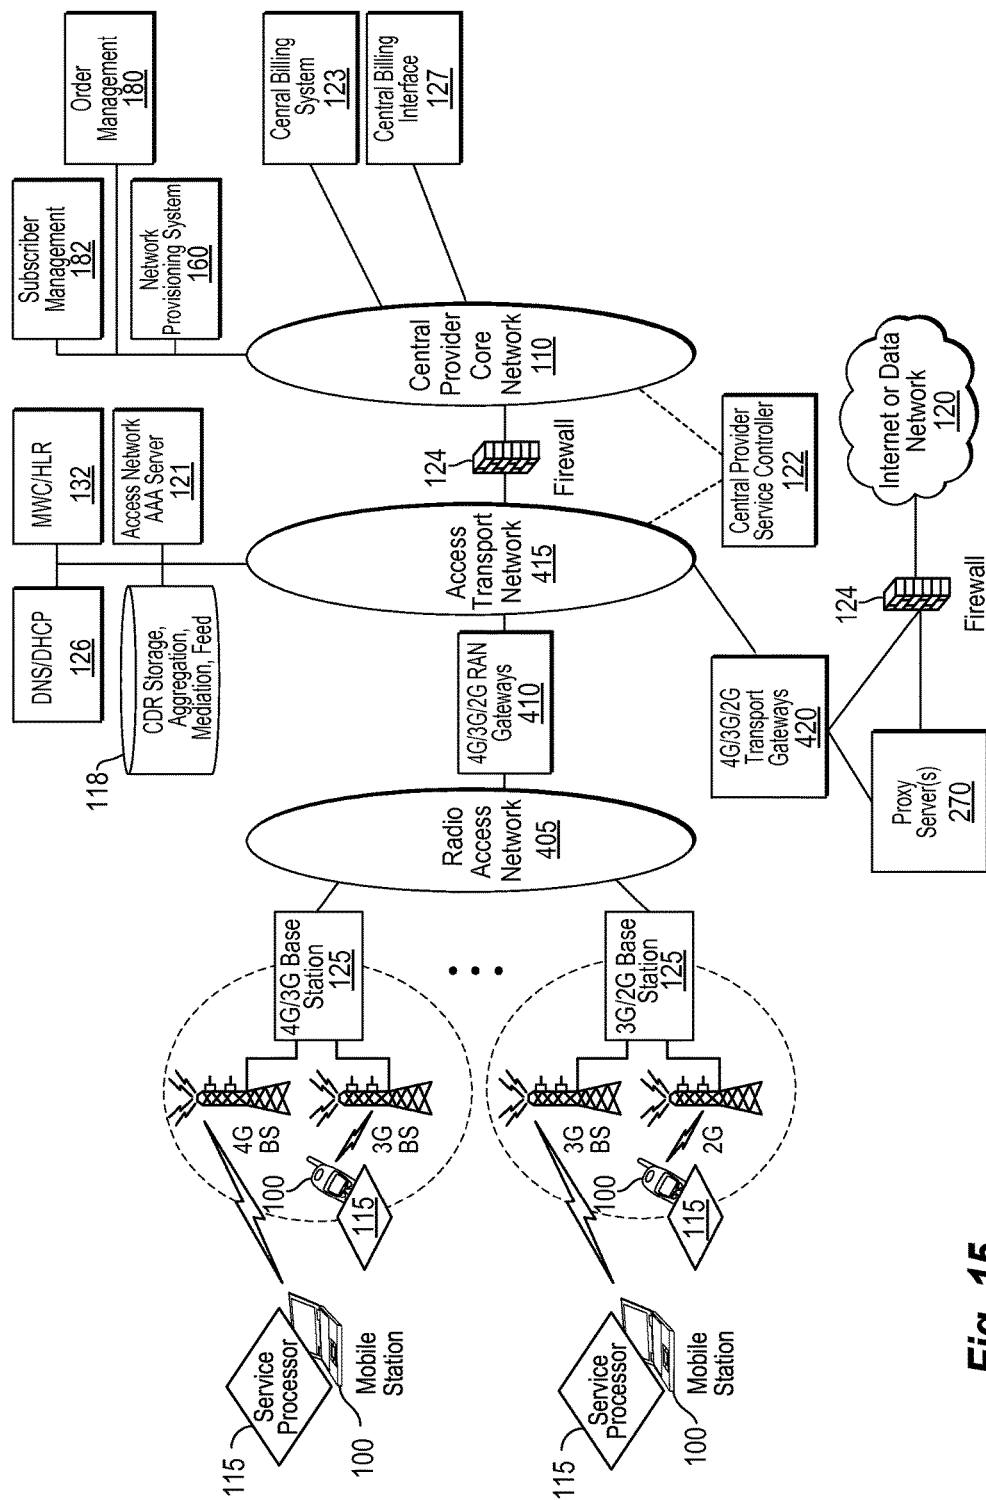 Subscriber
Management
182
Order
Management
180
Network
Provisioning System
160
Cenral Billing
System
123
Central Billing
Interface
127
DNS/DHCP
126
MWC/HLR
132
Access Network
AAA Server
121
118
CDR Storage,
Aggregation,
Mediation, Feed
Service
Processor
115
100
Mobile
Station
100
115
4G
BS
3G
BS
4G/3G Base
Station
125
Radio
Access
Network
405
4G/3G/2G RAN
Gateways
410
Access
Transport
Network
415
124
Firewall
Central
Provider
Core
Network
110
Service
Processor
115
100
Mobile
Station
100
115
3G
BS
2G
3G/2G Base
Station
125
4G/3G/2G
Transport
Gateways
420
Central Provider
Service Controller
122
Proxy
Server(s)
270
124
Firewall
Internet or Data
Network
120
Fig. 15